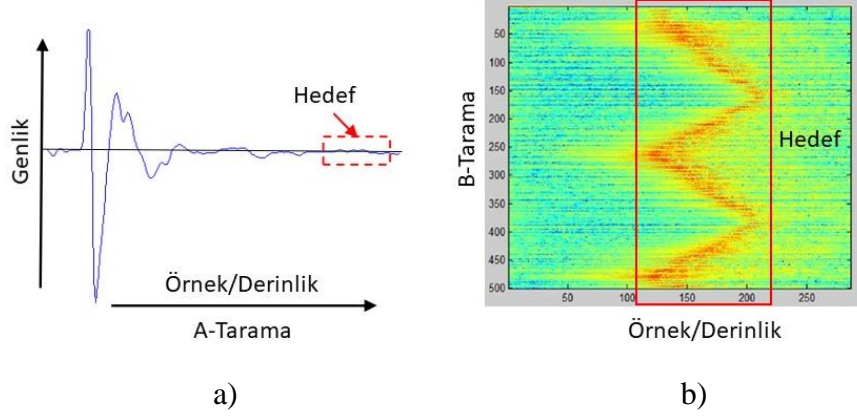 Genlik
Hedef
Örnek/Derinlik
A-Tarama
a)
B-Tarama
50
100
150
200
250
300
350
400
450
500
Hedef
50
100
150
200
250
Örnek/Derinlik
b)